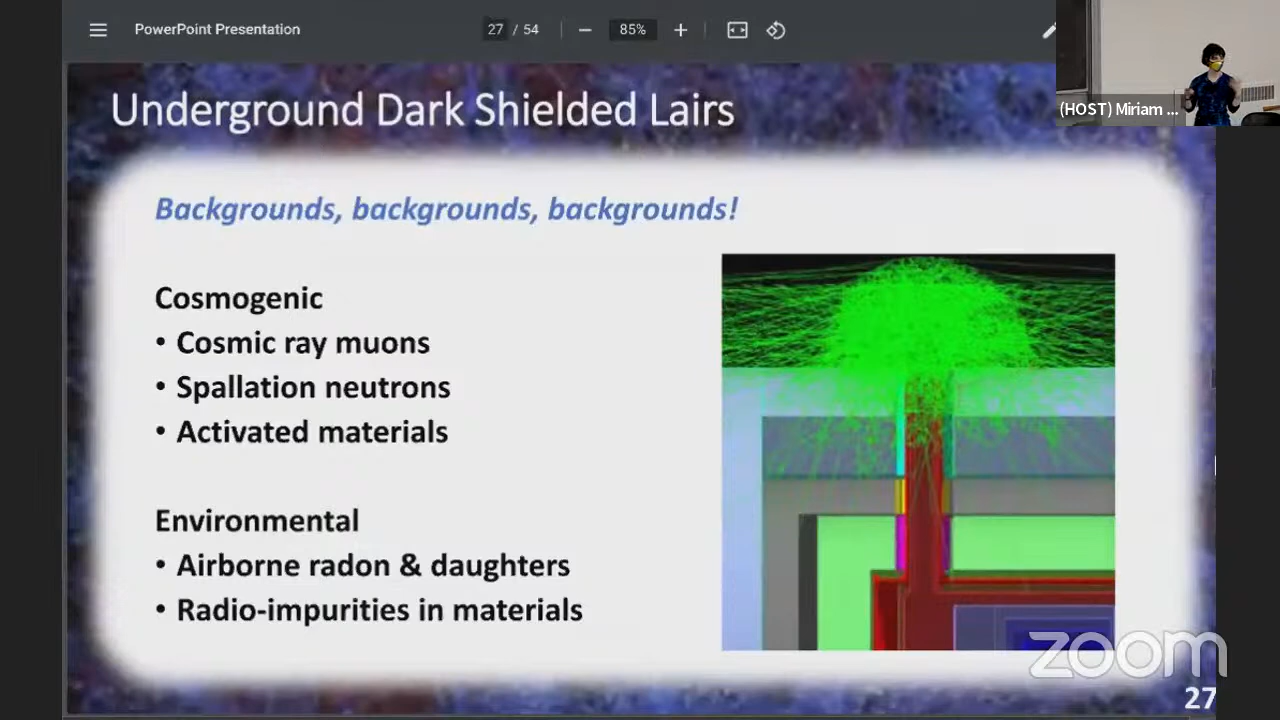 PowerPoint Presentation
27 / 54
85%
(HOST) Miriam ...
Underground Dark Shielded Lairs
Backgrounds, backgrounds, backgrounds!
Cosmogenic
• Cosmic ray muons
• Spallation neutrons
• Activated materials
Environmental
• Airborne radon & daughters
• Radio-impurities in materials
zoom
27